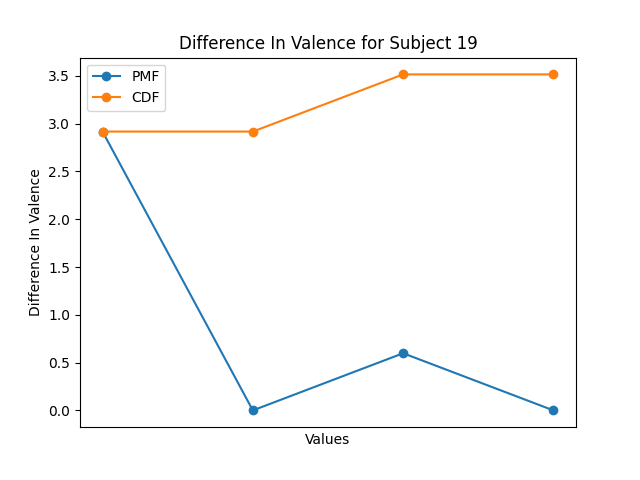 Difference In Valence for Subject 19
PMF
CDF
3.5
3.0
2.5
2.0
1.5
1.0
0.5
0.0
Difference In Valence
Values